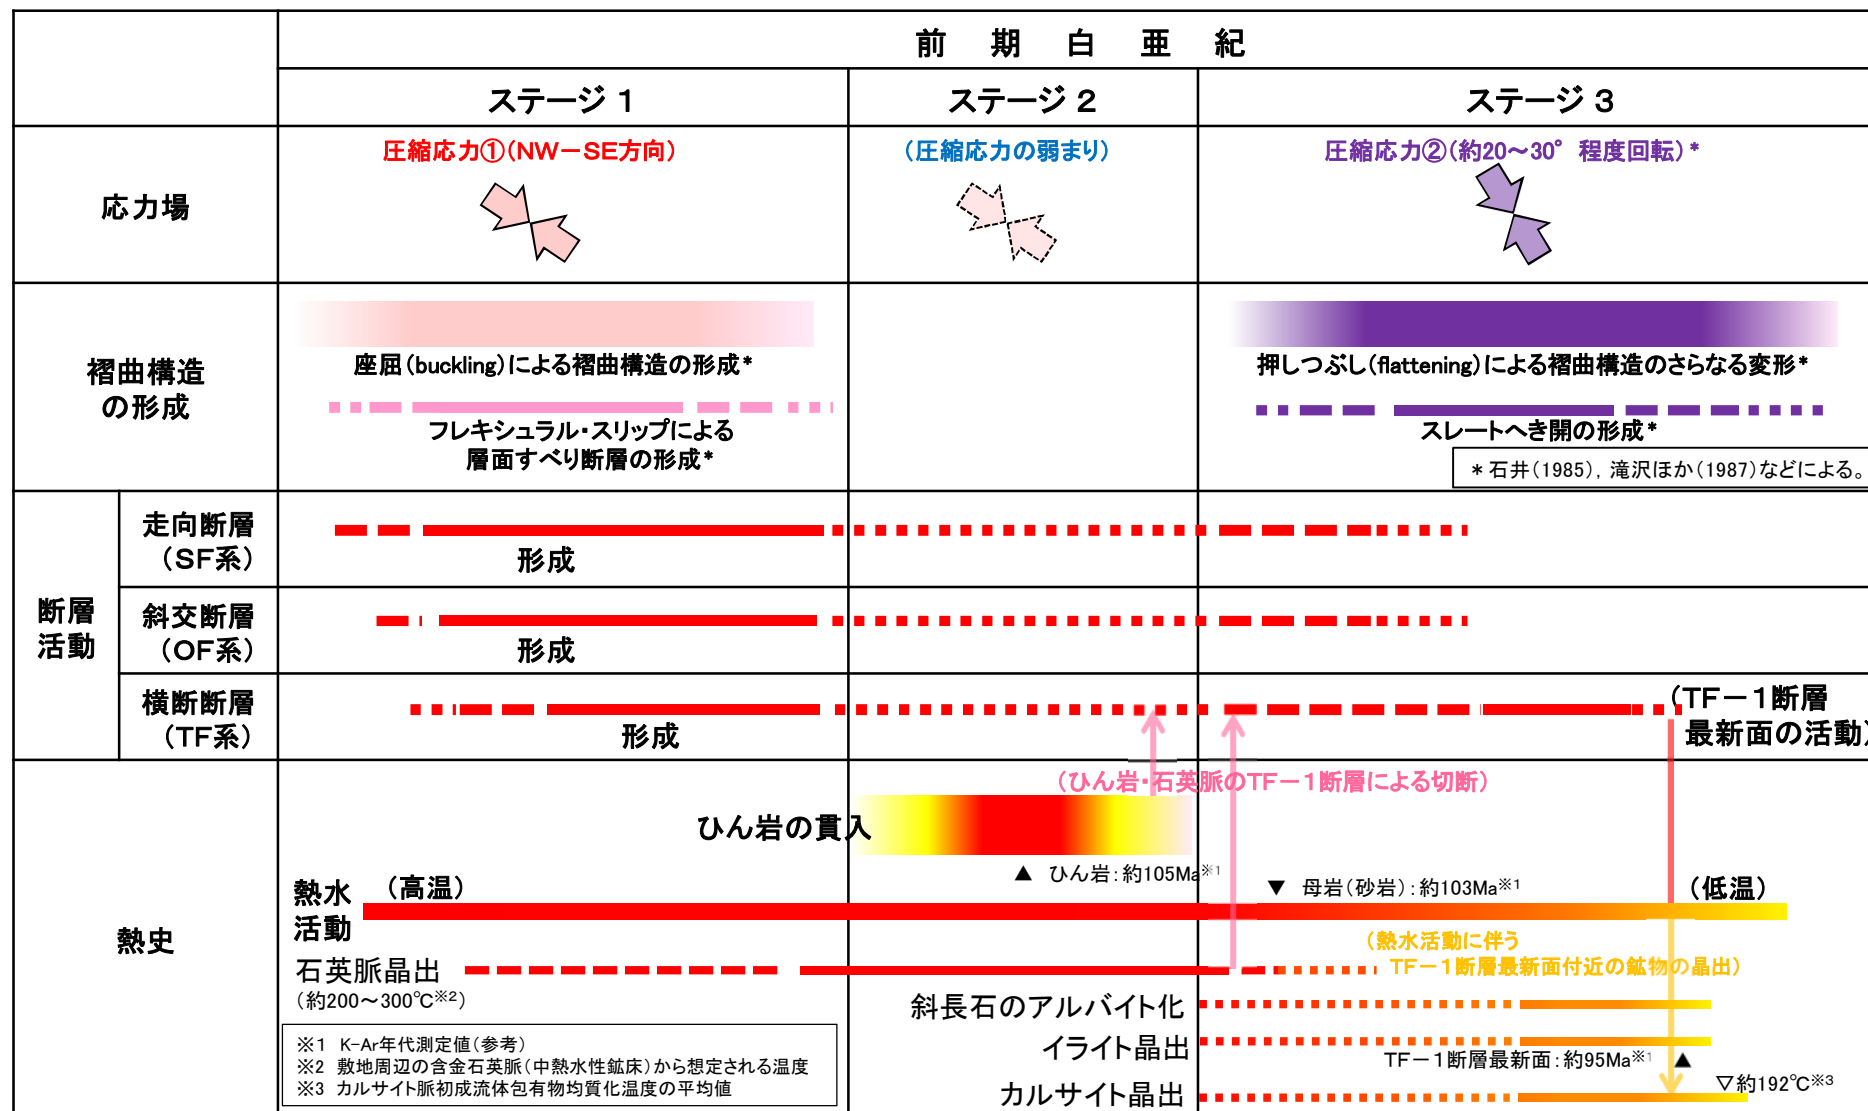 前期白亜紀
ステージ 1
ステージ 2
ステージ 3
応力場
圧縮応力①(NW－SE方向)
(圧縮応力の弱まり)
圧縮応力②(約20～30°程度回転)*
褶曲構造
の形成
座屈(buckling)による褶曲構造の形成*
フレキシュラル・スリップによる
層面すべり断層の形成*
押しつぶし(flattening)による褶曲構造のさらなる変形*
スレートへき開の形成*
*石井(1985), 滝沢ほか(1987)などによる。
断層
活動
走向断層
(SF系)
形成
斜交断層
(OF系)
形成
横断断層
(TF系)
形成
(TF－1断層
最新面の活動)
熱史
(ひん岩・石英脈のTF－1断層による切断)
ひん岩の貫入
▲ ひん岩:約105Ma※1
熱水
活動
(高温)
▼ 母岩(砂岩):約103Ma※1
(低温)
(熱水活動に伴う
TF－1断層最新面付近の鉱物の晶出)
石英脈晶出
(約200～300℃※2)
斜長石のアルバイト化
イライト晶出
TF－1断層最新面:約95Ma※1 ▲
カルサイト晶出
▽約192℃※3
※1 K-Ar年代測定値(参考)
※2 敷地周辺の含金石英脈(中熱水性鉱床)から想定される温度
※3 カルサイト脈初成流体包有物均質化温度の平均値